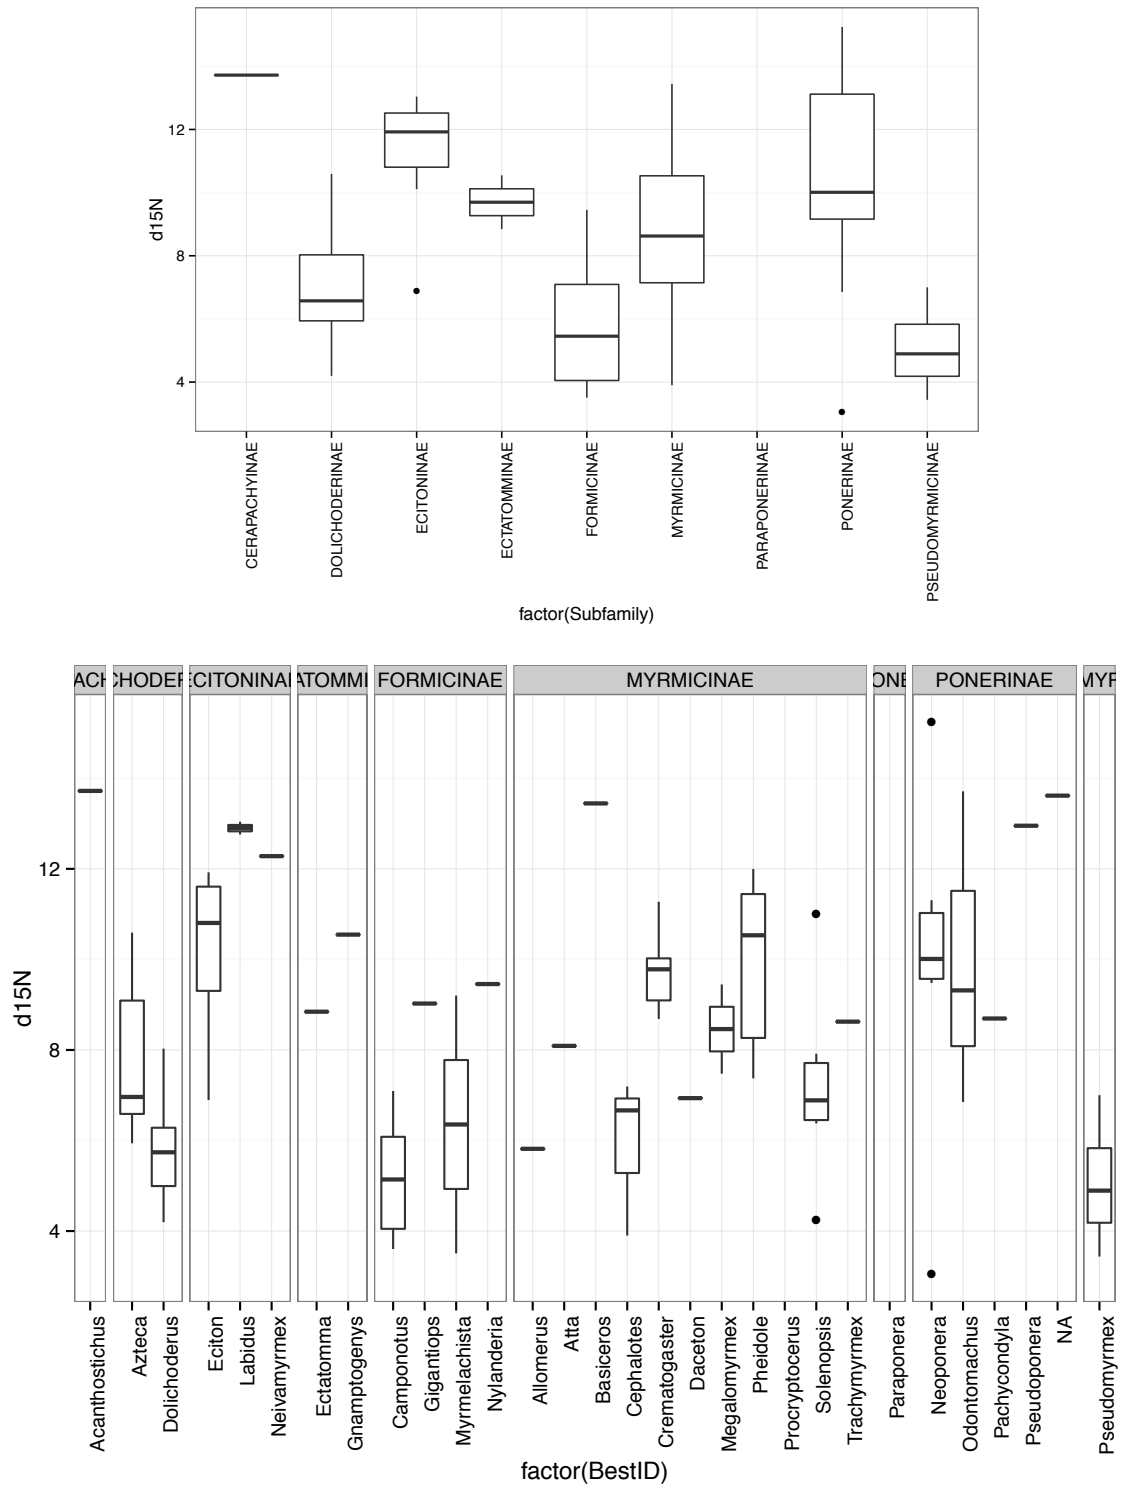 12
8
4
d15N
CERAPACHYINAE
DOLICHODERINAE
ECITONINAE
ECTATOMMINAE
FORMICINAE
MYRMICINAE
PARAPONERINAE
PONERINAE
PSEUDOMYRMICINAE
factor(Subfamily)
ACH
CHODER
ECITONINAE
ATOMMI
FORMICINAE
MYRMICINAE
ONE
PONERINAE
MYR
12
8
4
d15N
Acanthostichus
Azteca
Dolichoderus
Eciton
Labidus
Neivamyrmex
Ectatomma
Gnamptogenys
Camponotus
Gigantiops
Myrmelachista
Nylanderia
Allomerus
Atta
Basiceros
Cephalotes
Crematogaster
Daceton
Megalomyrmex
Pheidole
Procryptocerus
Solenopsis
Trachymyrmex
Paraponera
Neoponera
Odontomachus
Pachycondyla
Pseudoponera
NA
Pseudomyrmex
factor(BestID)